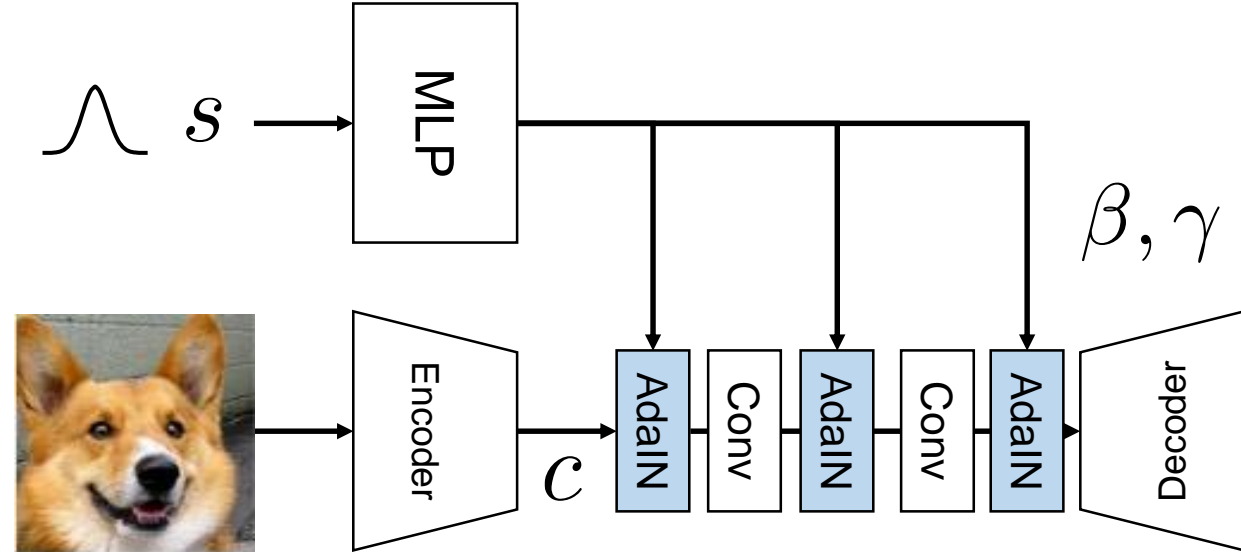 s
MLP
β, γ
Encoder
c
AdaIN
Conv
AdaIN
Conv
AdaIN
Decoder